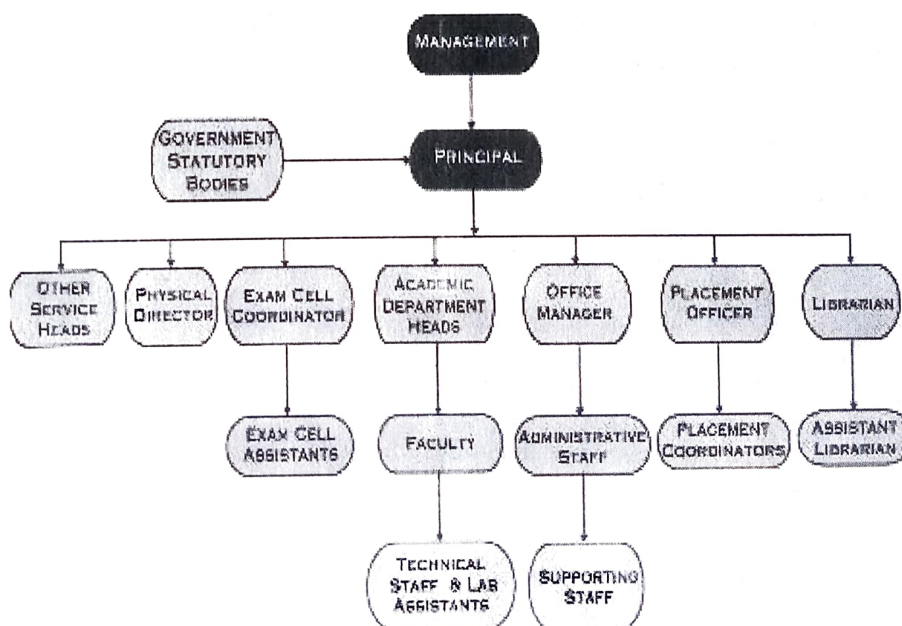 MANAGEMENT
GOVERNMENT
STATUTORY
BODIES
PRINCIPAL
OTHER
SERVICE
HEADS
PHYSICAL
DIRECTOR
EXAM CELL
COORDINATOR
ACADEMIC
DEPARTMENT
HEADS
OFFICE
MANAGER
PLACEMENT
OFFICER
LIBRARIAN
EXAM CELL
ASSISTANTS
FACULTY
ADMINISTRATIVE
STAFF
PLACEMENT
COORDINATORS
ASSISTANT
LIBRARIAN
TECHNICAL
STAFF & LAB
ASSISTANTS
SUPPORTING
STAFF